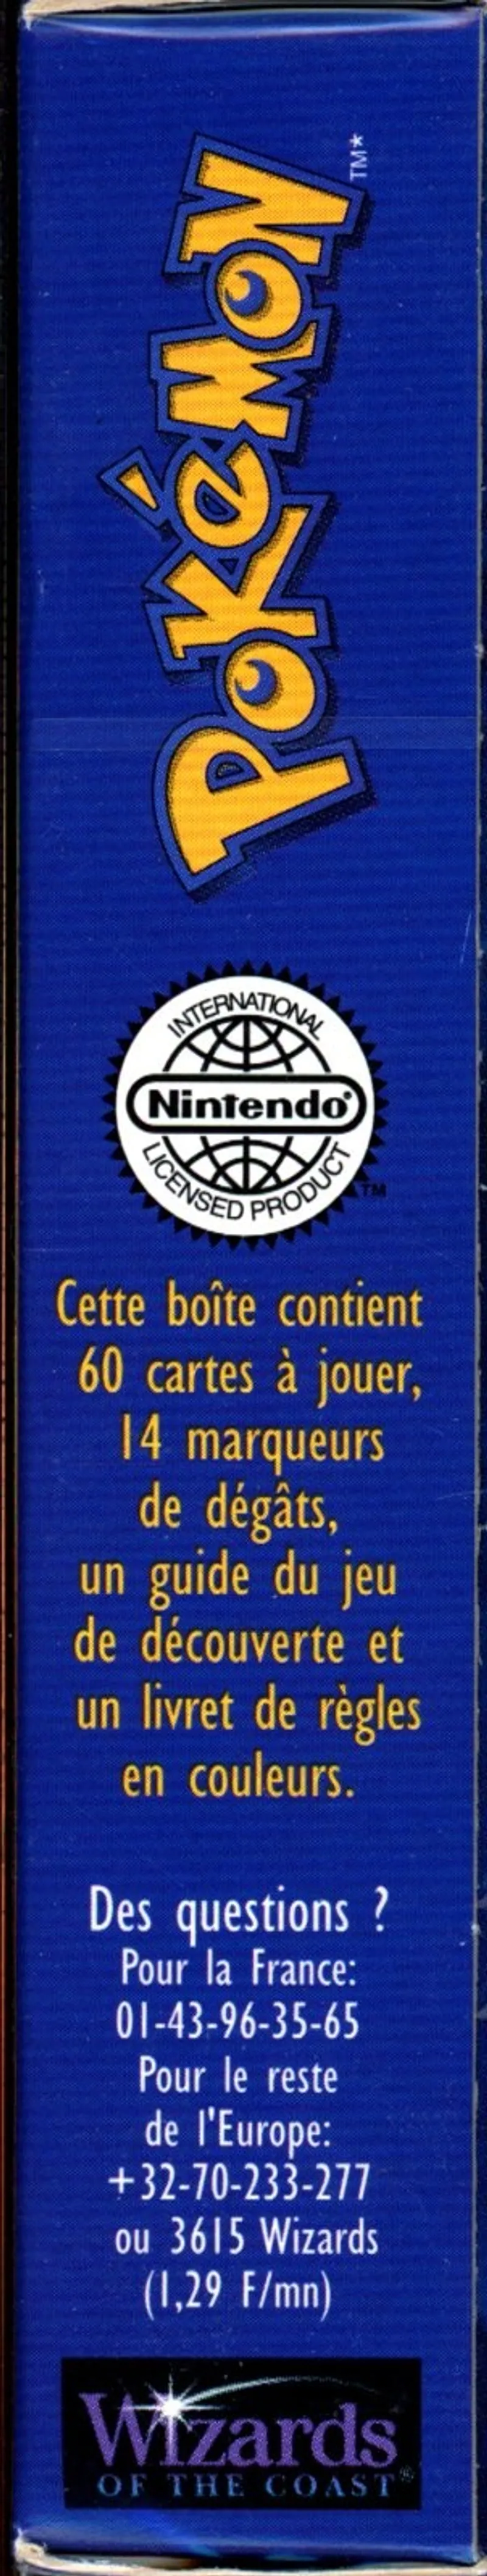 POKéMON
TM*
INTERNATIONAL
Nintendo®
LICENSED PRODUCT
TM
Cette boîte contient
60 cartes à jouer,
14 marqueurs
de dégâts,
un guide du jeu
de découverte et
un livret de règles
en couleurs.
Des questions ?
Pour la France:
01-43-96-35-65
Pour le reste
de l'Europe:
+32-70-233-277
ou 3615 Wizards
(1,29 F/mn)
Wizards
OF THE COAST®